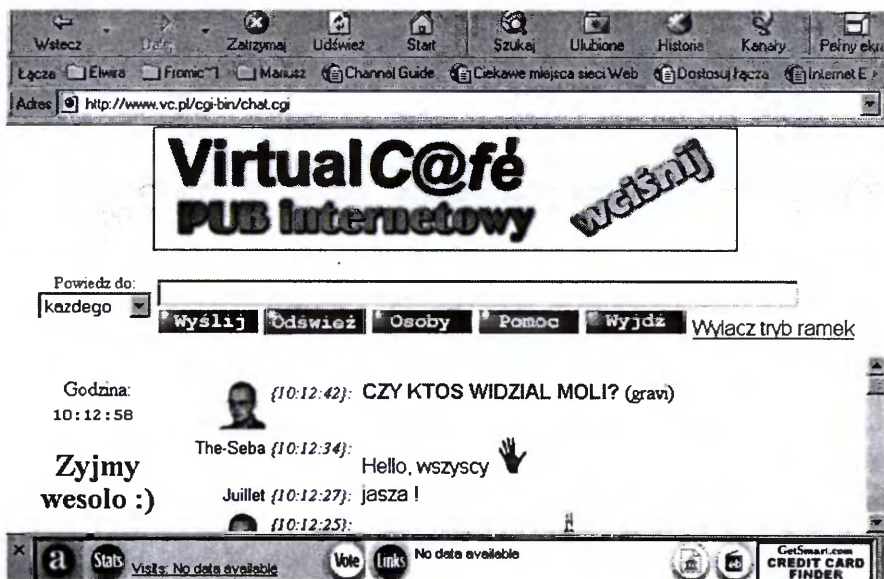 Wstecz Dalej Zatrzymaj Odśwież Start Szukaj Ulubione Historia Kanały Pełny ekra
Łącza Elwira Fromic~1 Mariusz Channel Guide Ciekawe miejsca sieci Web Dostosuj łącza Internet E
Adres http://www.vc.pl/cgi-bin/chat.cgi
Virtual C@fé
PUB internetowy
wciśnij
Powiedz do:
kazdego
Wyślij Odśwież Osoby Pomoc Wyjdź Wylacz tryb ramek
Godzina:
10:12:58
Zyjmy
wesolo :)
{10:12:42}: CZY KTOS WIDZIAL MOLI? (gravi)
The-Seba {10:12:34}:
Hello, wszyscy
Juillet {10:12:27}: jasza !
{10:12:25}:
a Stats Visits: No data available Vote Links No data available
GetSmart.com
CREDIT CARD
FINDER